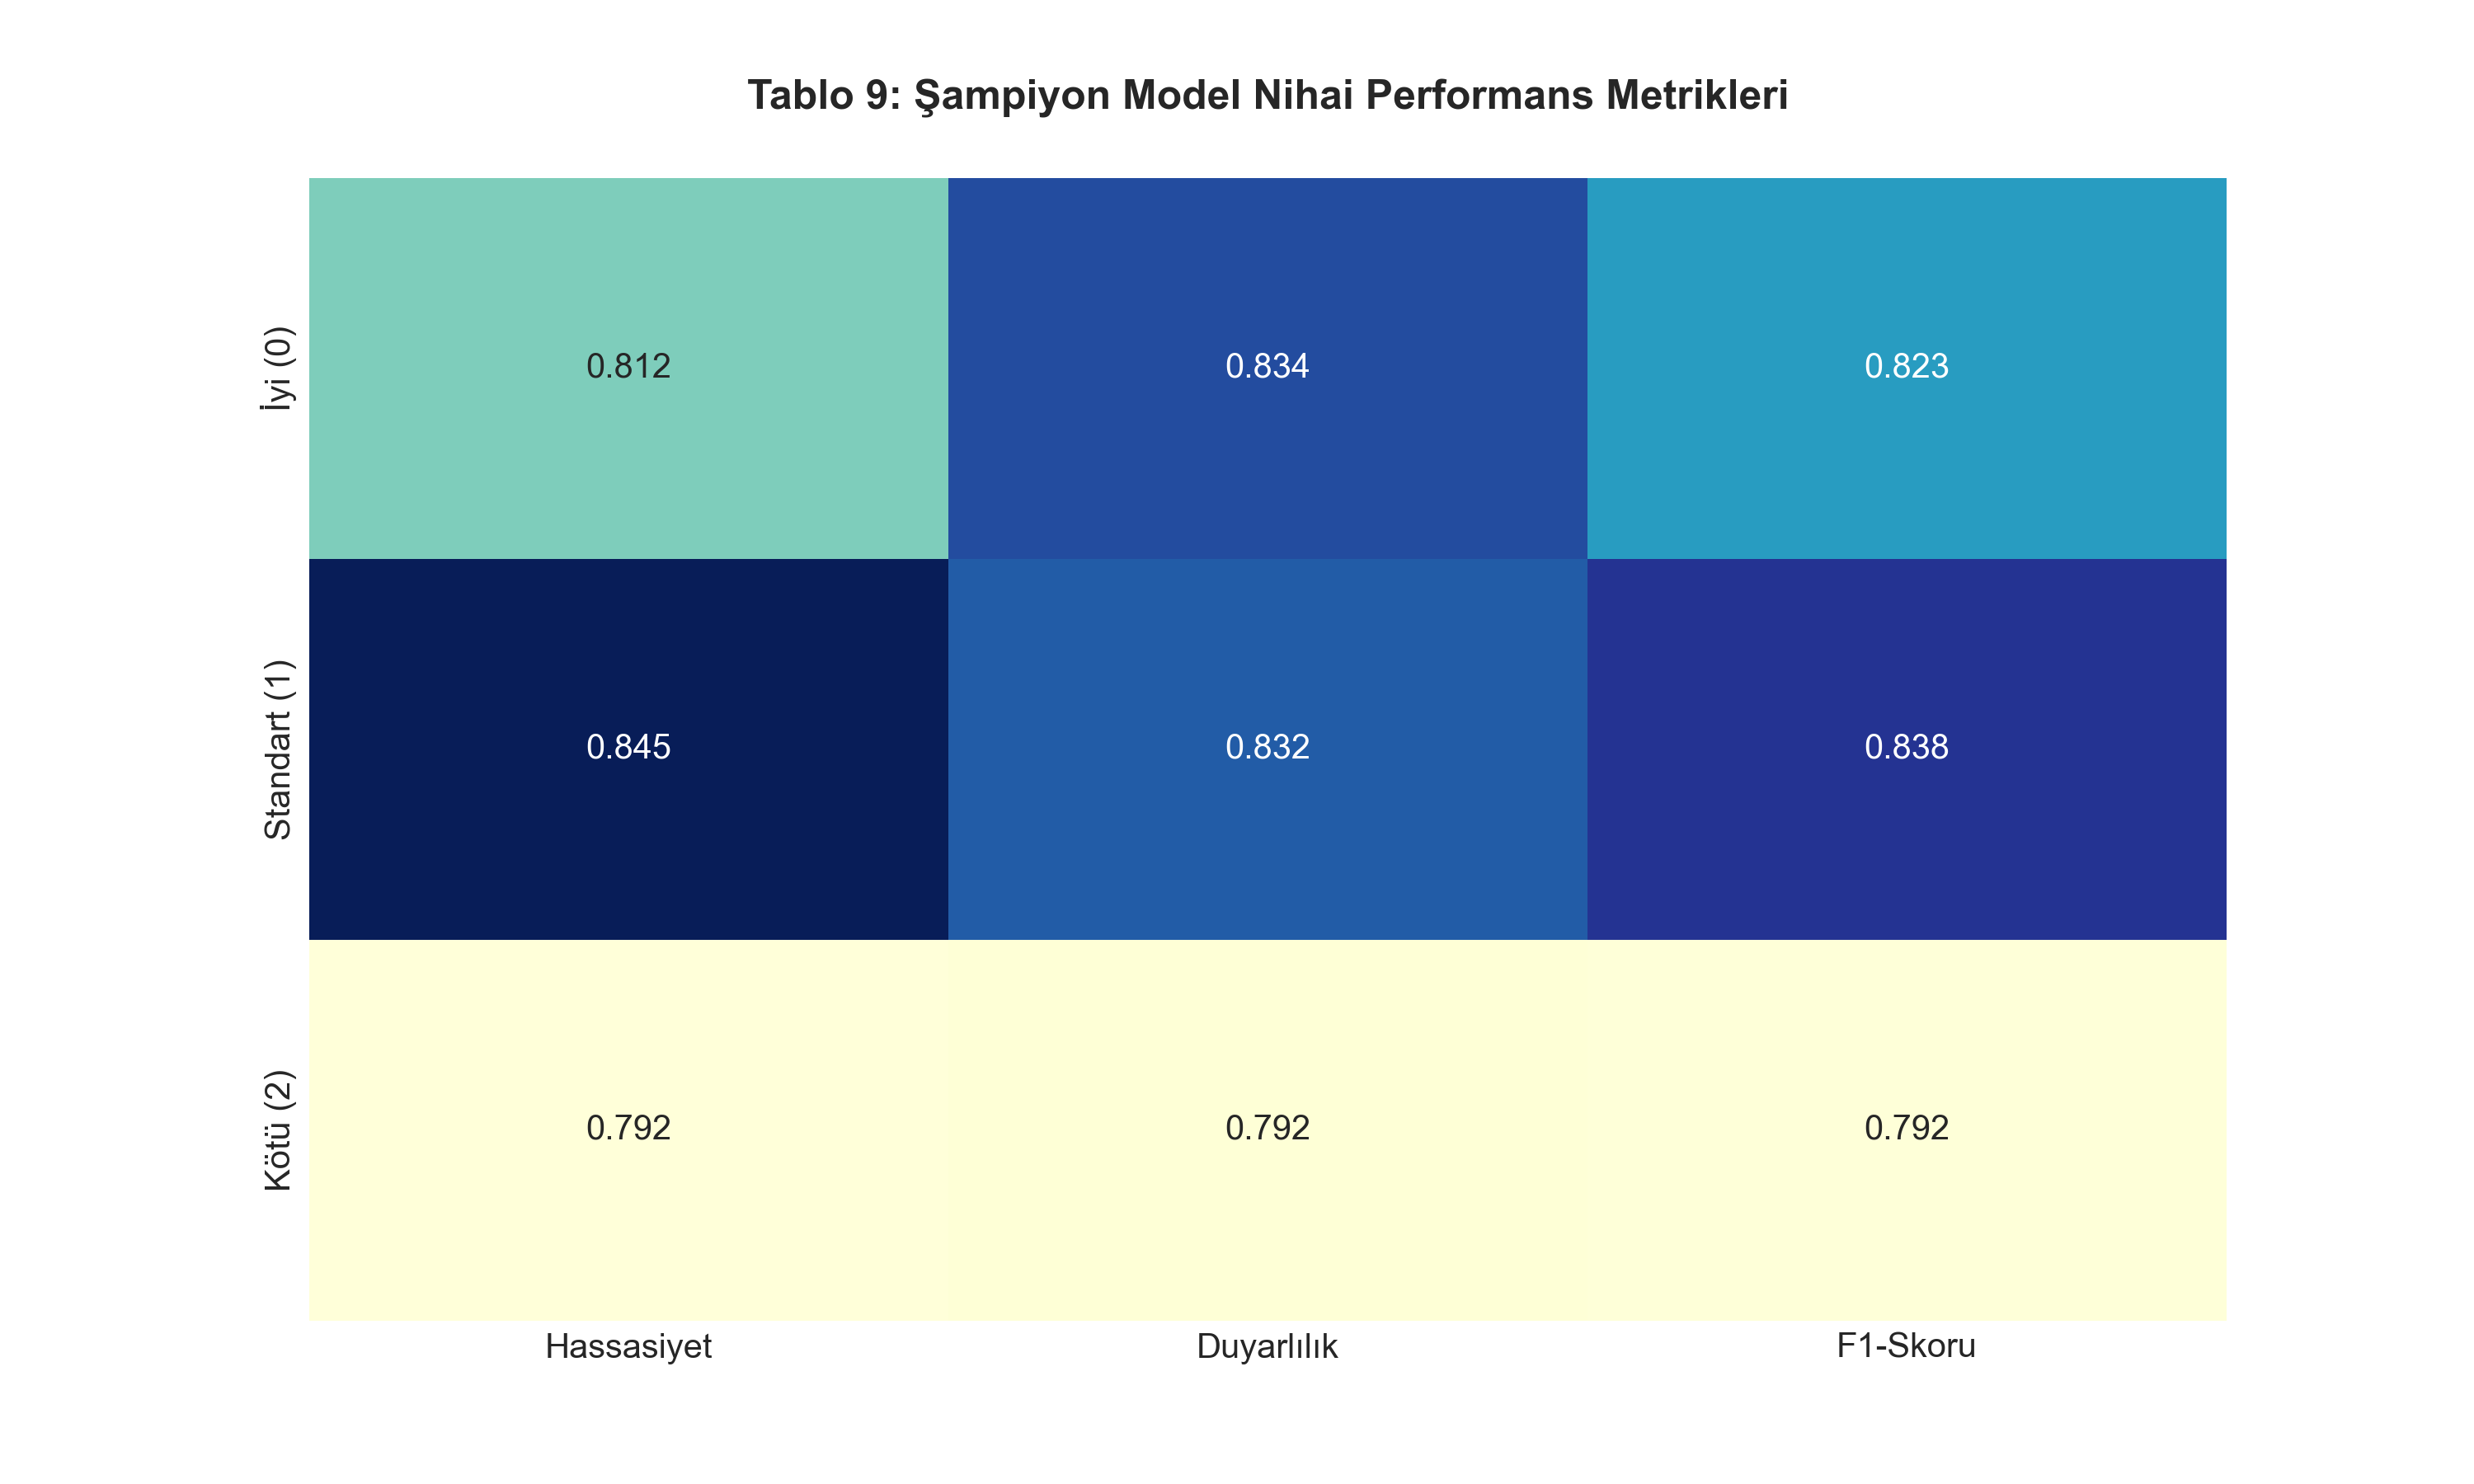 Tablo 9: Şampiyon Model Nihai Performans Metrikleri
İyi (0)
0.812
0.834
0.823
Standart (1)
0.845
0.832
0.838
Kötü (2)
0.792
0.792
0.792
Hassasiyet
Duyarlılık
F1-Skoru